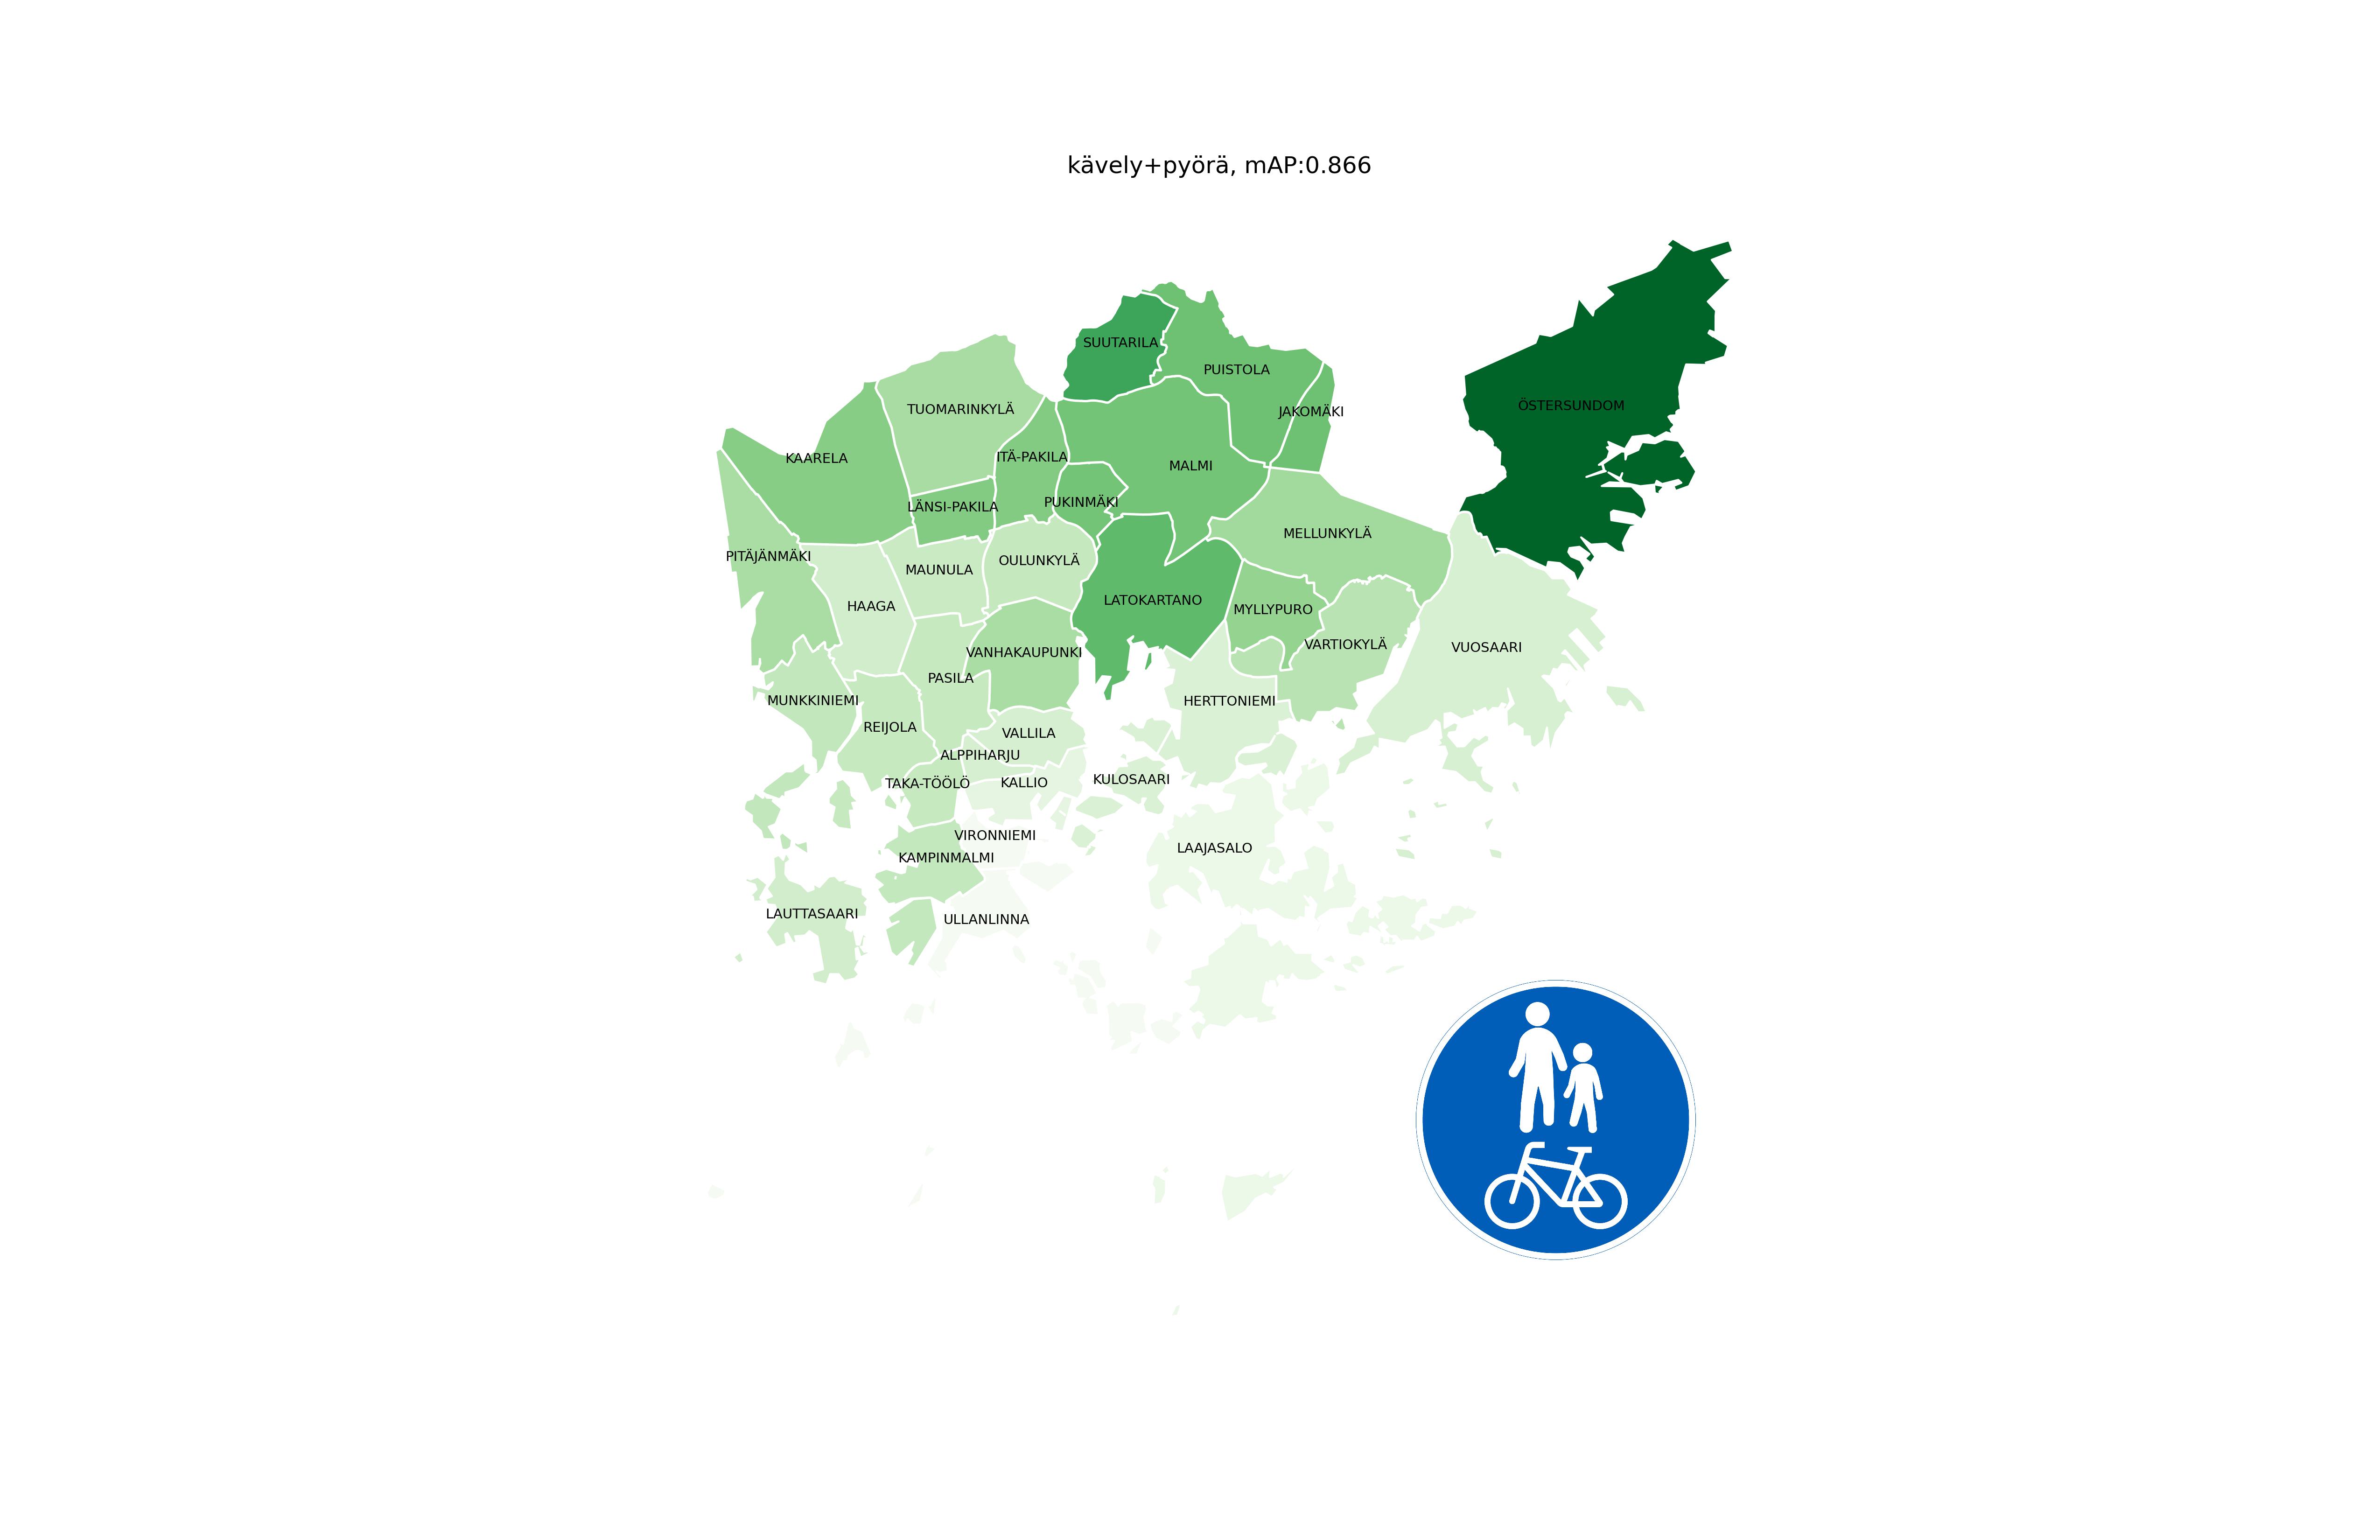 kävely+pyörä, mAP:0.866
SUUTARILA
PUISTOLA
ÖSTERSUNDOM
TUOMARINKYLÄ
JAKOMÄKI
KAARELA
ITÄ-PAKILA
MALMI
PUKINMÄKI
LÄNSI-PAKILA
MELLUNKYLÄ
PITÄJÄNMÄKI
OULUNKYLÄ
MAUNULA
LATOKARTANO
HAAGA
MYLLYPURO
VARTIOKYLÄ
VUOSAARI
VANHAKAUPUNKI
PASILA
MUNKKINIEMI
HERTTONIEMI
REIJOLA
VALLILA
ALPPIHARJU
KULOSAARI
TAKA-TÖÖLÖ
KALLIO
VIRONNIEMI
LAAJASALO
KAMPINMALMI
LAUTTASAARI
ULLANLINNA